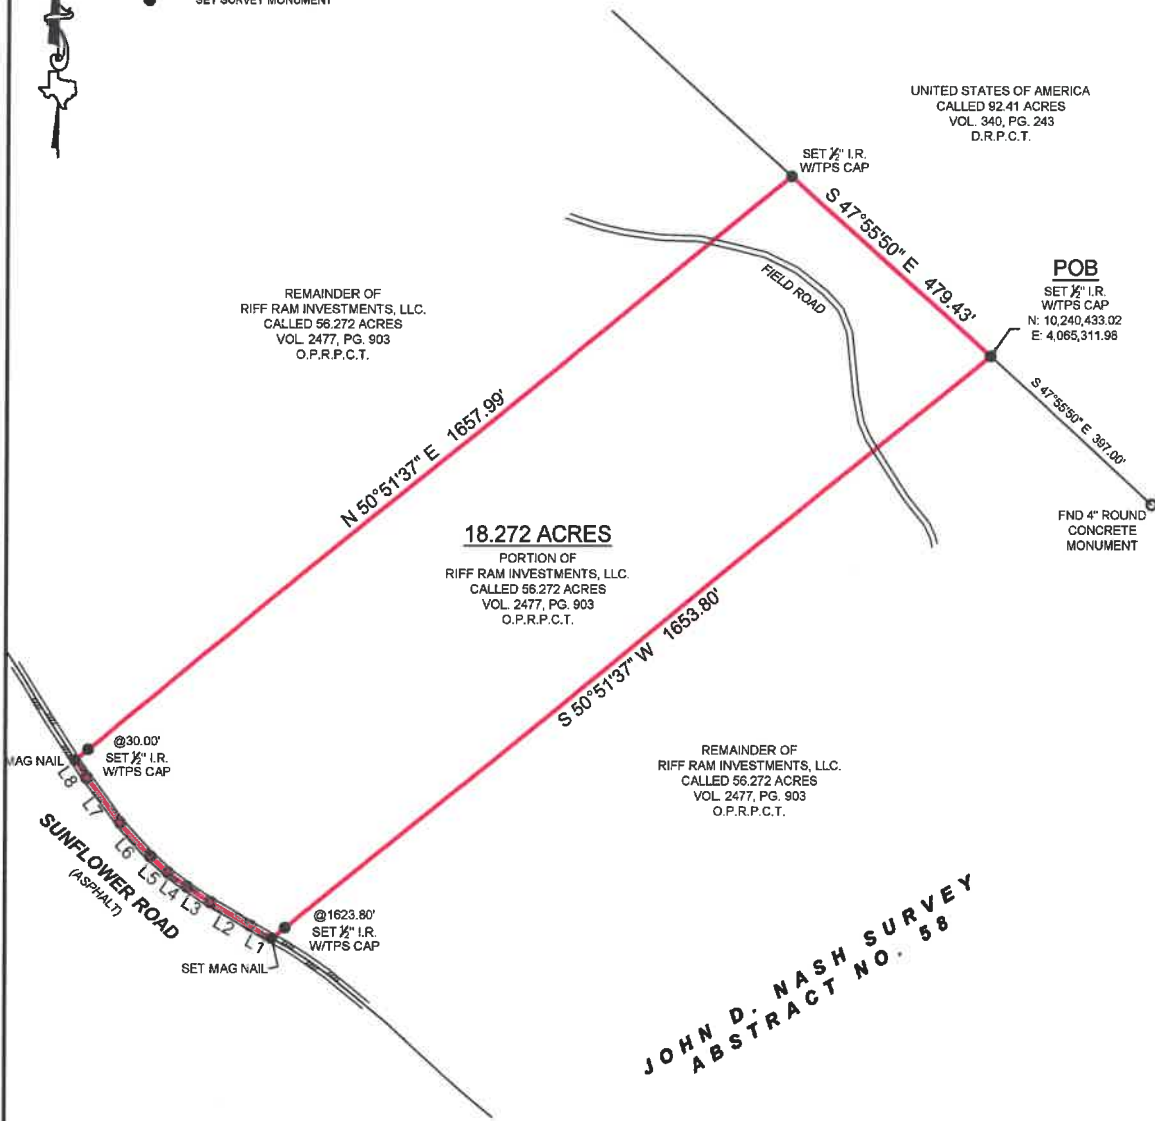 SET SURVEY MONUMENT
UNITED STATES OF AMERICA
CALLED 92.41 ACRES
VOL. 340, PG. 243
D.R.P.C.T.
SET ½" I.R.
W/TPS CAP
S 47°55'50" E 479.43'
FIELD ROAD
POB
SET ½" I.R.
W/TPS CAP
N: 10,240,433.02
E: 4,065,311.98
REMAINDER OF
RIFF RAM INVESTMENTS, LLC.
CALLED 56.272 ACRES
VOL. 2477, PG. 903
O.P.R.P.C.T.
S 47°55'50" E 397.00'
N 50°51'37" E 1657.99'
FND 4" ROUND
CONCRETE
MONUMENT
18.272 ACRES
PORTION OF
RIFF RAM INVESTMENTS, LLC.
CALLED 56.272 ACRES
VOL. 2477, PG. 903
O.P.R.P.C.T.
S 50°51'37" W 1653.80'
@30.00'
SET ½" I.R.
W/TPS CAP
MAG NAIL
REMAINDER OF
RIFF RAM INVESTMENTS, LLC.
CALLED 56.272 ACRES
VOL. 2477, PG. 903
O.P.R.P.C.T.
L8
L7
L6
L5
L4
L3
L2
L1
SUNFLOWER ROAD
(ASPHALT)
@1623.80'
SET ½" I.R.
W/TPS CAP
SET MAG NAIL
JOHN D. NASH SURVEY
ABSTRACT NO. 58